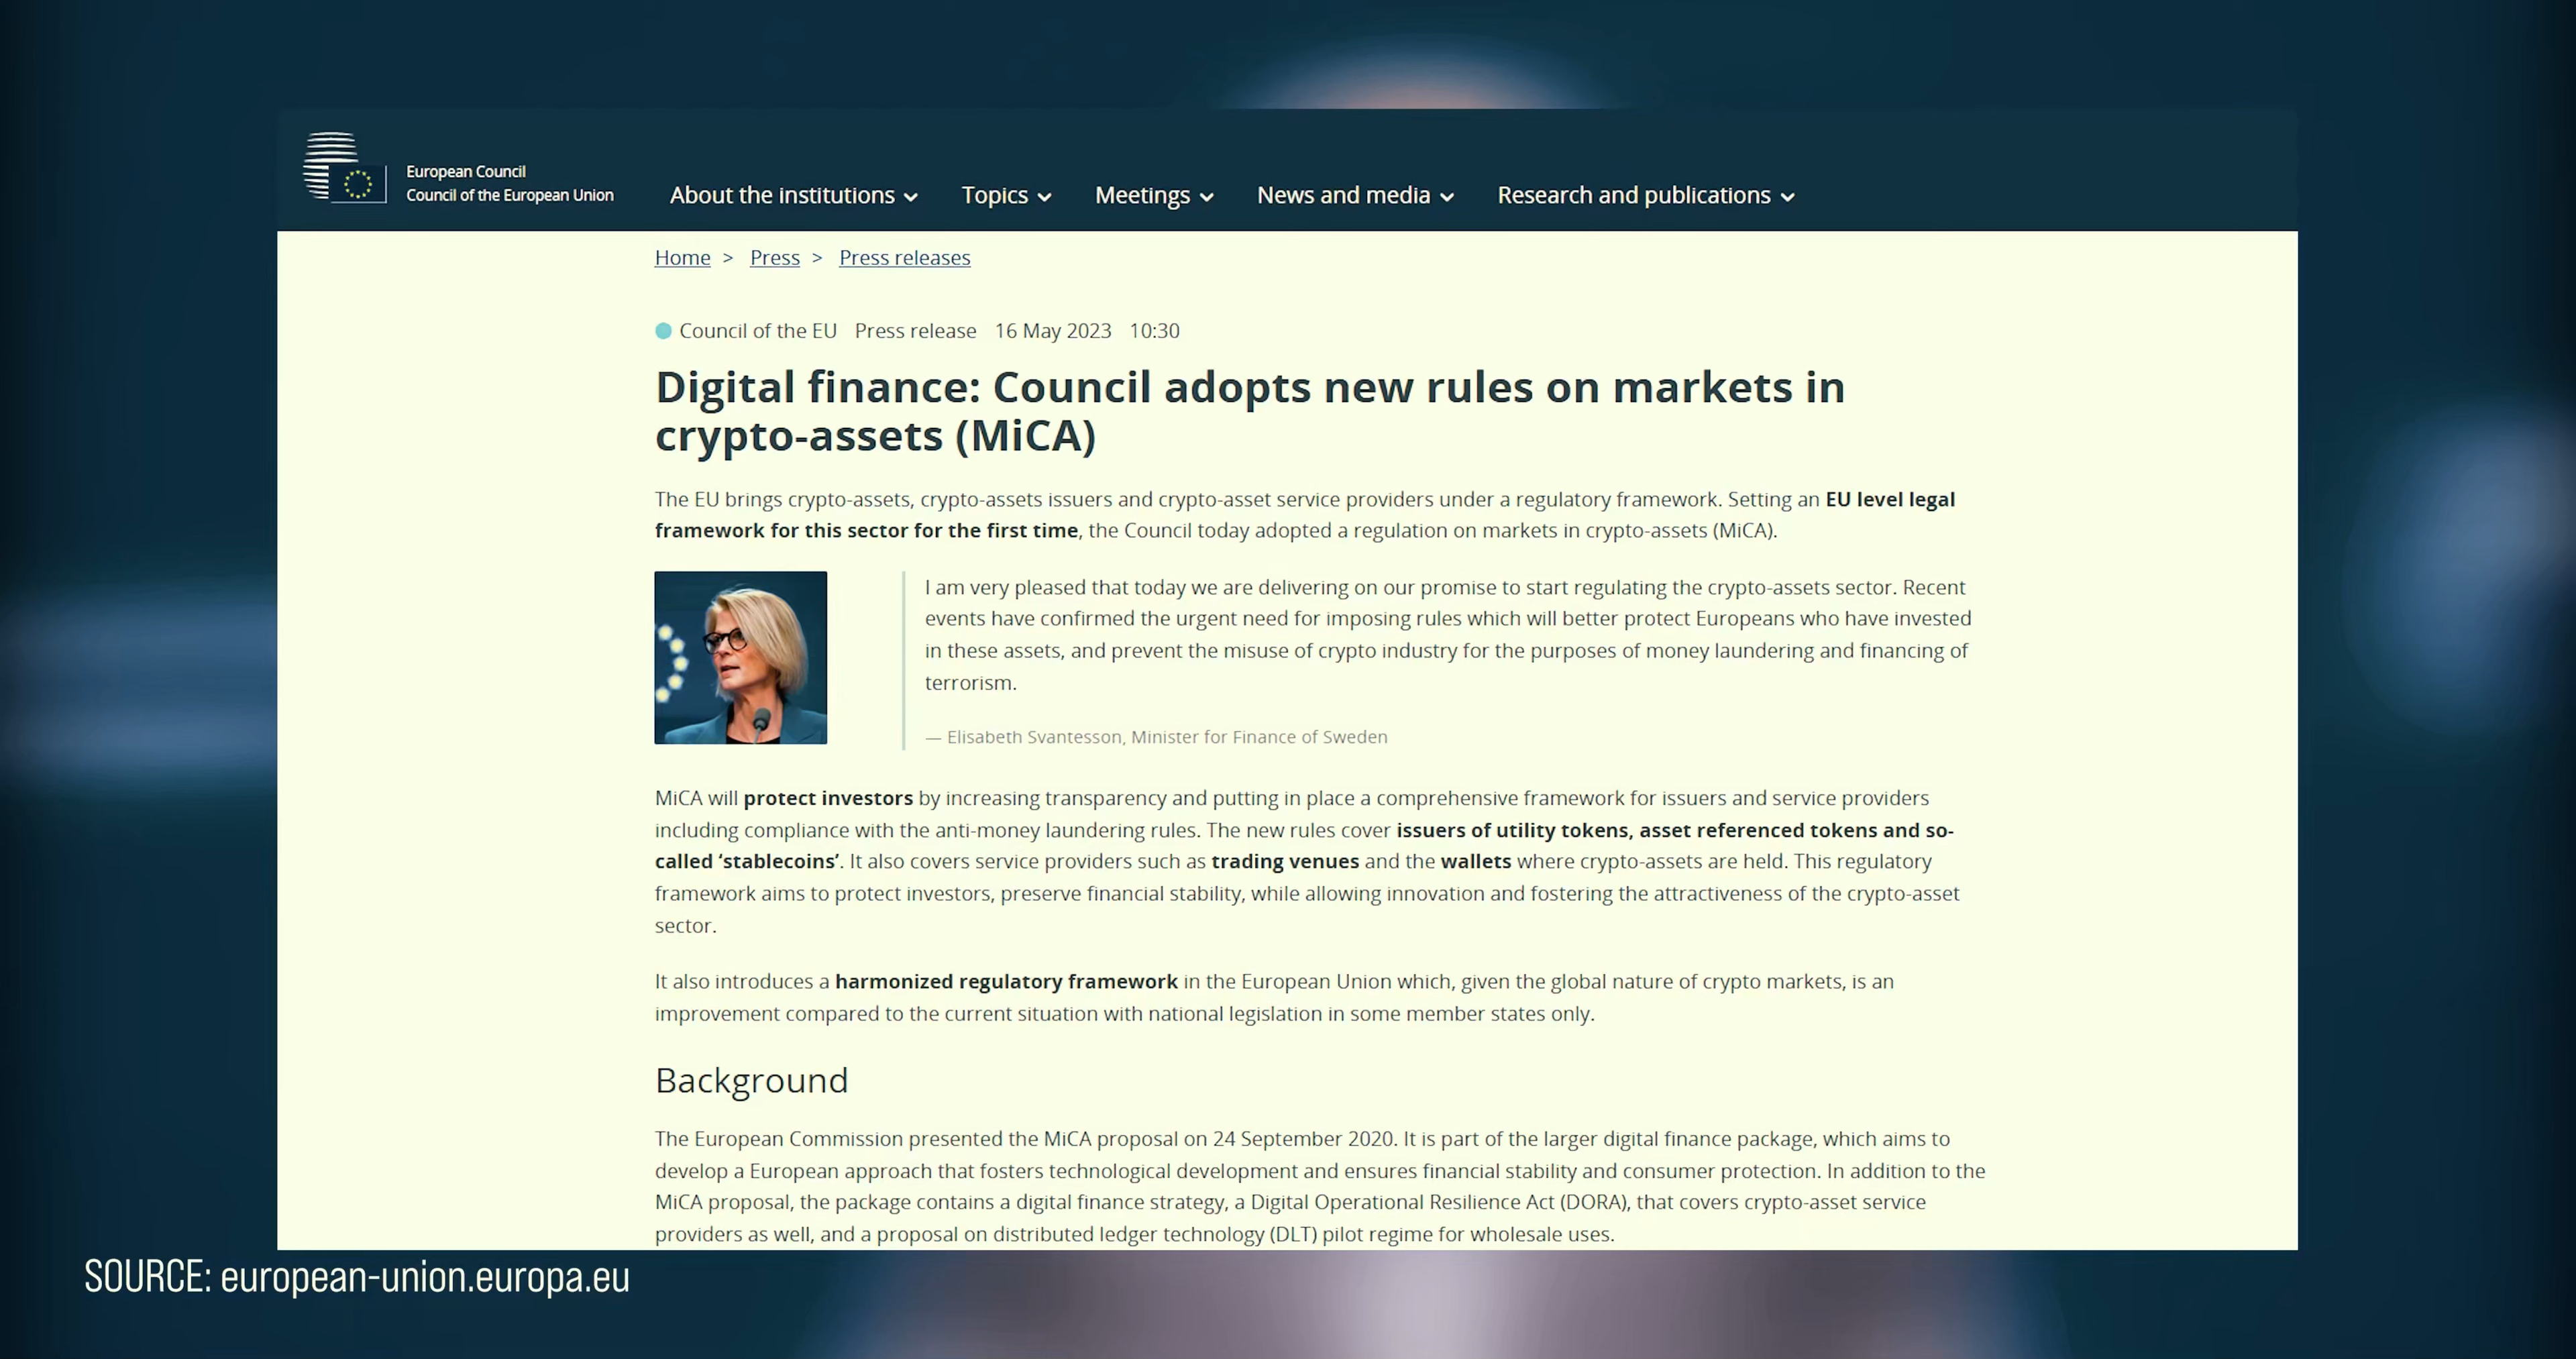 European Council
Council of the European Union
About the institutions
Topics
Meetings
News and media
Research and publications
Home > Press > Press releases
Council of the EU Press release 16 May 2023 10:30
Digital finance: Council adopts new rules on markets in
crypto-assets (MiCA)
The EU brings crypto-assets, crypto-assets issuers and crypto-asset service providers under a regulatory framework. Setting an EU level legal
framework for this sector for the first time, the Council today adopted a regulation on markets in crypto-assets (MiCA).
I am very pleased that today we are delivering on our promise to start regulating the crypto-assets sector. Recent
events have confirmed the urgent need for imposing rules which will better protect Europeans who have invested
in these assets, and prevent the misuse of crypto industry for the purposes of money laundering and financing of
terrorism.
— Elisabeth Svantesson, Minister for Finance of Sweden
MiCA will protect investors by increasing transparency and putting in place a comprehensive framework for issuers and service providers
including compliance with the anti-money laundering rules. The new rules cover issuers of utility tokens, asset referenced tokens and so-
called ‘stablecoins’. It also covers service providers such as trading venues and the wallets where crypto-assets are held. This regulatory
framework aims to protect investors, preserve financial stability, while allowing innovation and fostering the attractiveness of the crypto-asset
sector.
It also introduces a harmonized regulatory framework in the European Union which, given the global nature of crypto markets, is an
improvement compared to the current situation with national legislation in some member states only.
Background
The European Commission presented the MiCA proposal on 24 September 2020. It is part of the larger digital finance package, which aims to
develop a European approach that fosters technological development and ensures financial stability and consumer protection. In addition to the
MiCA proposal, the package contains a digital finance strategy, a Digital Operational Resilience Act (DORA), that covers crypto-asset service
providers as well, and a proposal on distributed ledger technology (DLT) pilot regime for wholesale uses.
SOURCE: european-union.europa.eu